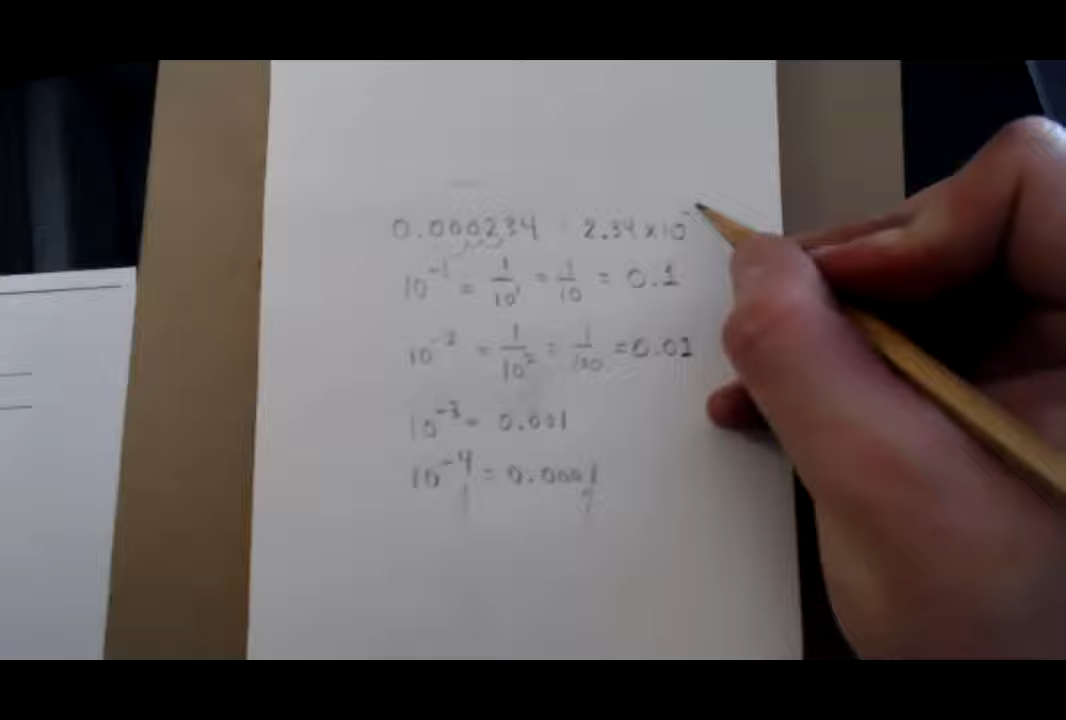 0.000234 2.34 x 10⁻
10⁻¹ = 1/10¹ = 1/10 = 0.1
10⁻² = 1/10² = 1/100 = 0.01
10⁻³ = 0.001
10⁻⁴ = 0.0001